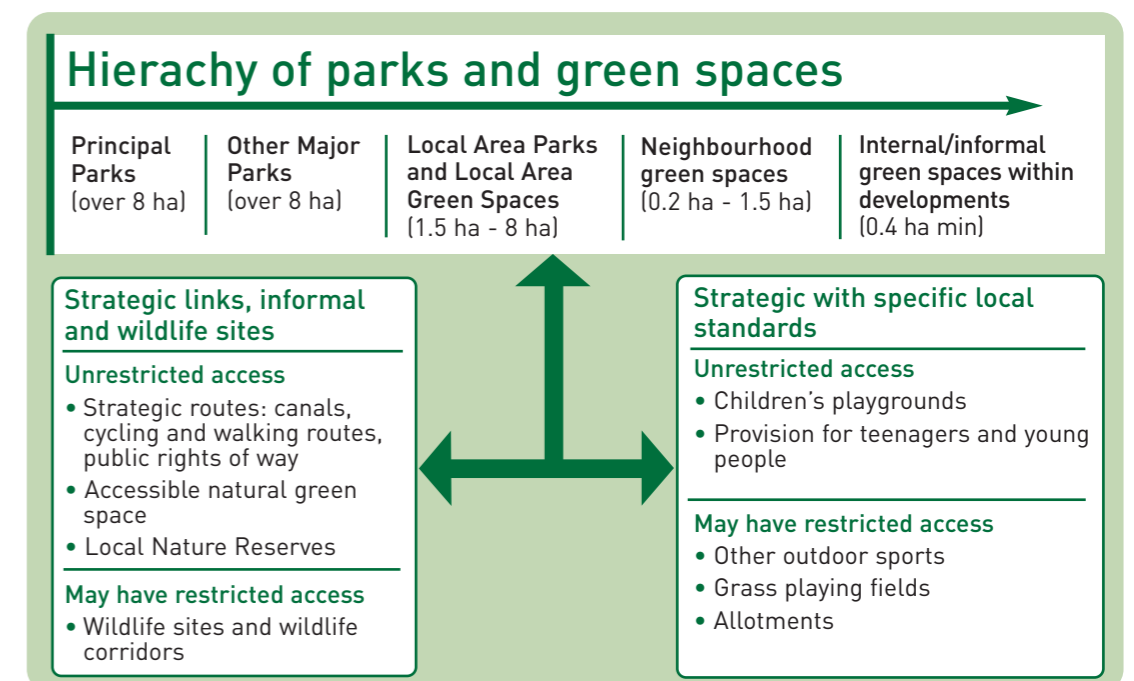 Hierachy of parks and green spaces
Principal
Parks
(over 8 ha)
Other Major
Parks
(over 8 ha)
Local Area Parks
and Local Area
Green Spaces
(1.5 ha - 8 ha)
Neighbourhood
green spaces
(0.2 ha - 1.5 ha)
Internal/informal
green spaces within
developments
(0.4 ha min)
Strategic links, informal
and wildlife sites
Unrestricted access
• Strategic routes: canals,
cycling and walking routes,
public rights of way
• Accessible natural green
space
• Local Nature Reserves
May have restricted access
• Wildlife sites and wildlife
corridors
Strategic with specific local
standards
Unrestricted access
• Children’s playgrounds
• Provision for teenagers and young
people
May have restricted access
• Other outdoor sports
• Grass playing fields
• Allotments